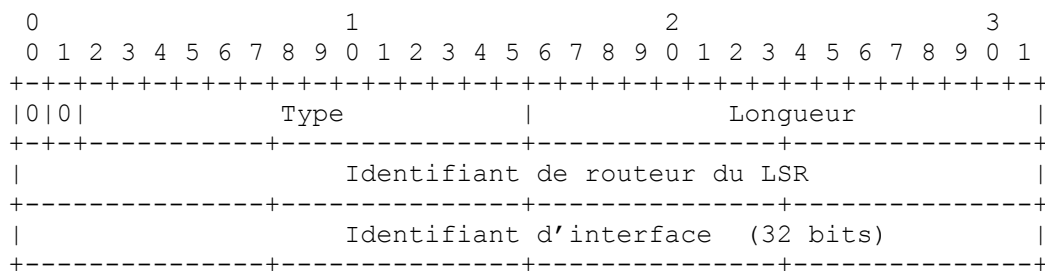 0                   1                   2                   3
 0 1 2 3 4 5 6 7 8 9 0 1 2 3 4 5 6 7 8 9 0 1 2 3 4 5 6 7 8 9 0 1
+-+-+-+-+-+-+-+-+-+-+-+-+-+-+-+-+-+-+-+-+-+-+-+-+-+-+-+-+-+-+-+-+
|0|0|            Type           |            Longueur           |
+-+-+-----------+---------------+---------------+---------------+
|                    Identifiant de routeur du LSR              |
+---------------+---------------+---------------+---------------+
|                    Identifiant d’interface  (32 bits)         |
+---------------+---------------+---------------+---------------+